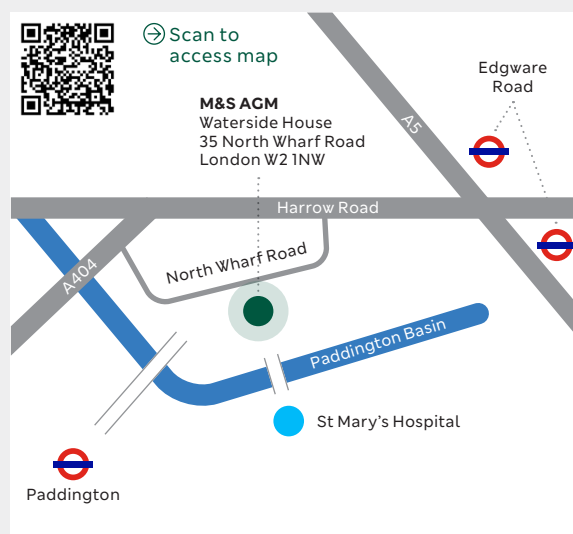 Scan to
access map
M&S AGM
Waterside House
35 North Wharf Road
London W2 1NW
Edgware
Road
A5
Harrow Road
North Wharf Road
A404
Paddington Basin
St Mary's Hospital
Paddington